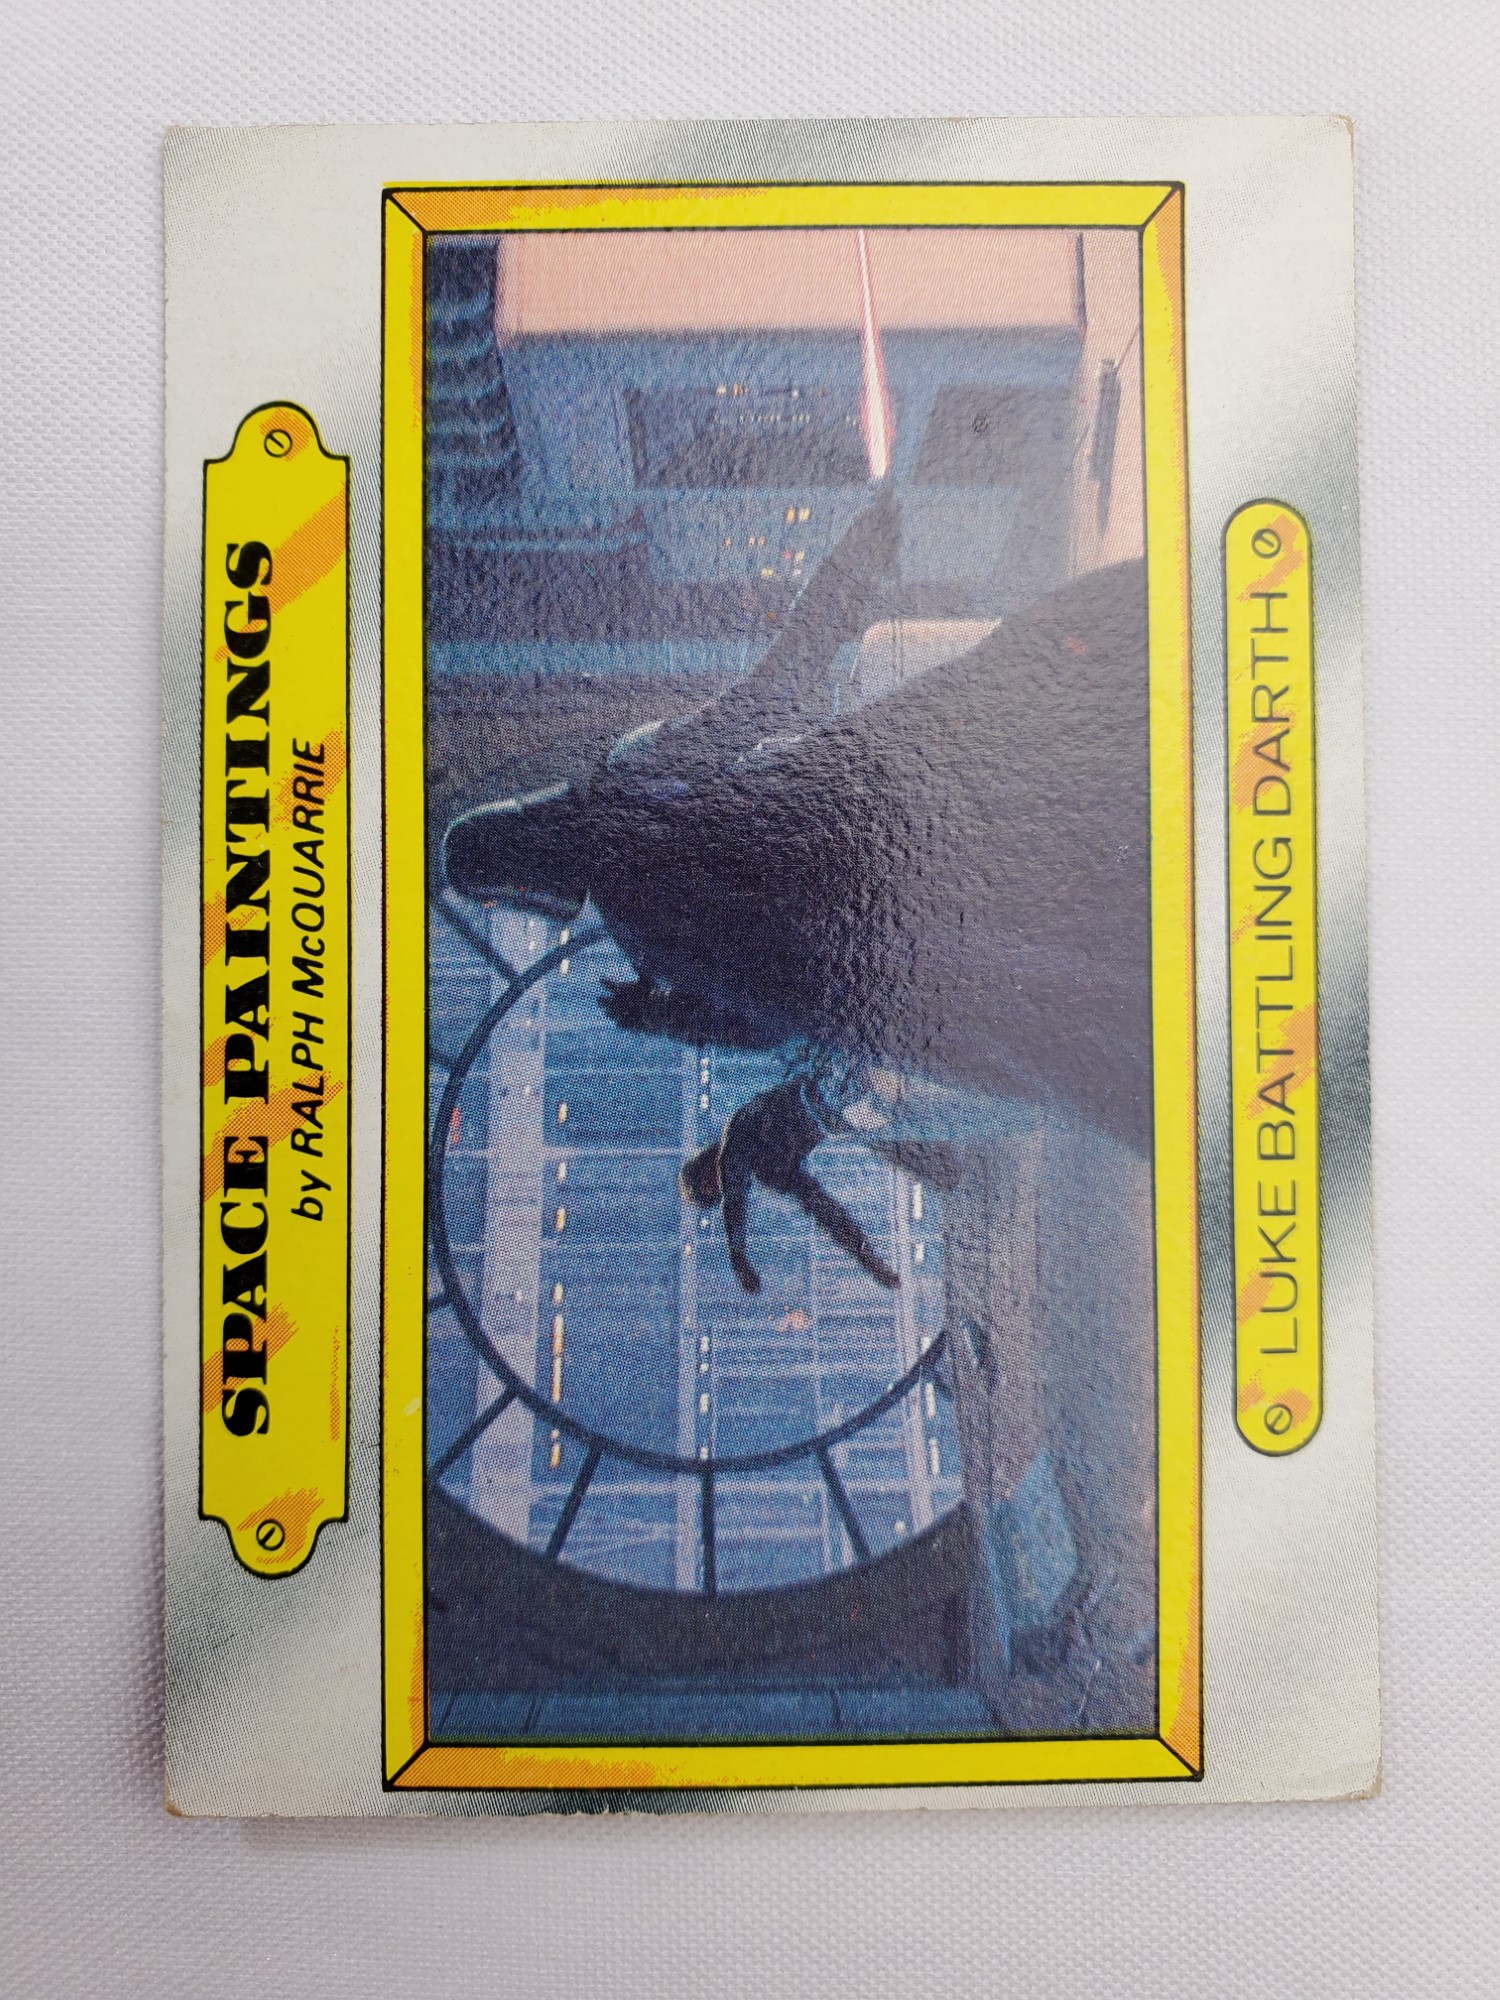 SPACE PAINTINGS
by RALPH McQUARRIE
LUKE BATTLING DARTH